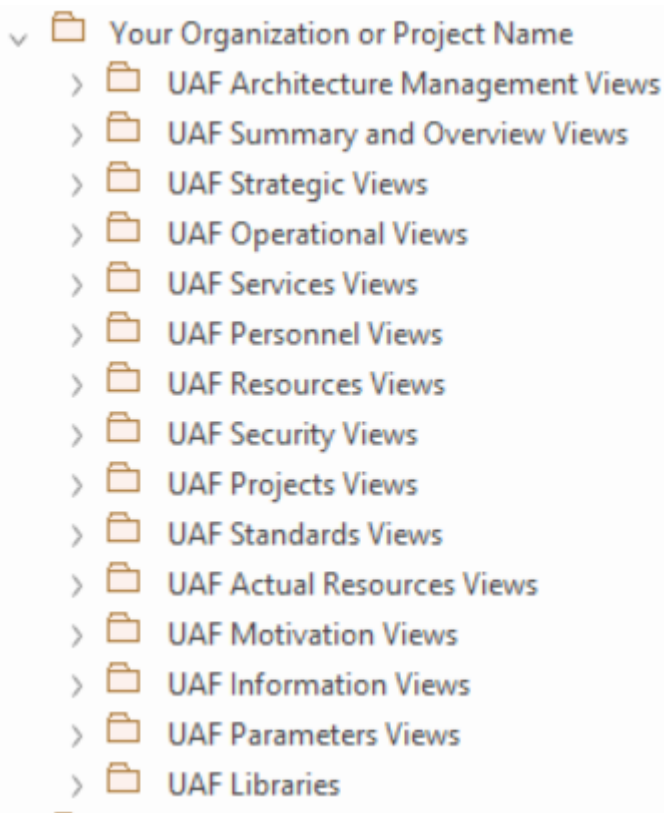 Your Organization or Project Name
UAF Architecture Management Views
UAF Summary and Overview Views
UAF Strategic Views
UAF Operational Views
UAF Services Views
UAF Personnel Views
UAF Resources Views
UAF Security Views
UAF Projects Views
UAF Standards Views
UAF Actual Resources Views
UAF Motivation Views
UAF Information Views
UAF Parameters Views
UAF Libraries